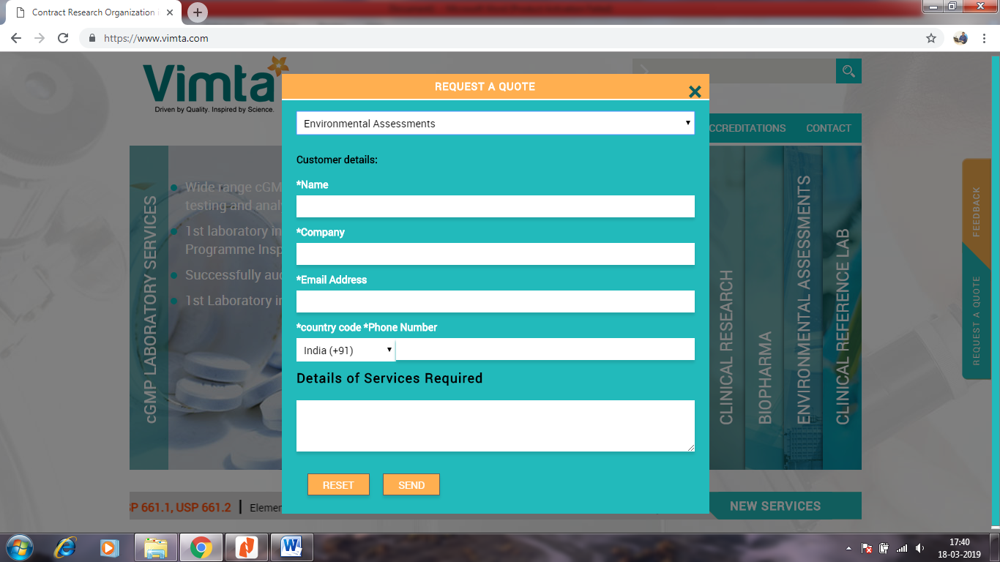 Contract Research Organization i
https://www.vimta.com
Vimta
Driven by Quality. Inspired by Science.
REQUEST A QUOTE
Environmental Assessments
CCREDITATIONS CONTACT
Customer details:
*Name
*Company
*Email Address
*country code *Phone Number
India (+91)
Details of Services Required
RESET SEND
cGMP LABORATORY SERVICES
Wide range cGM
testing and anal
1st laboratory in
Programme Insp
Successfully aud
1st Laboratory in
CLINICAL RESEARCH
BIOPHARMA
ENVIRONMENTAL ASSESSMENTS
CLINICAL REFERENCE LAB
FEEDBACK
REQUEST A QUOTE
SP 661.1, USP 661.2 | Eleme
NEW SERVICES
17:40
18-03-2019